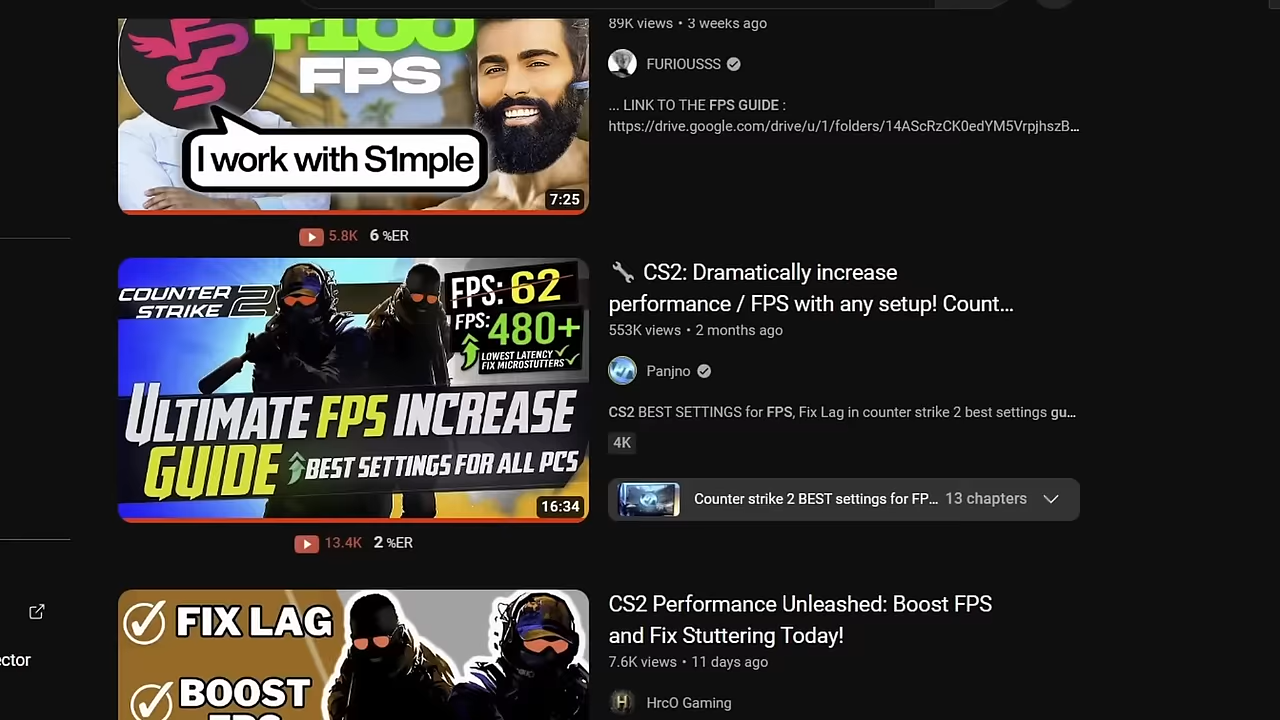 +100
FPS
FPS
I work with S1mple
7:25
89K views • 3 weeks ago
FURIOUSSS
... LINK TO THE FPS GUIDE :
https://drive.google.com/drive/u/1/folders/14AScRzCK0edYM5VrpjhszB...
5.8K 6 %ER
COUNTER
STRIKE 2
FPS: 62
FPS: 480+
LOWEST LATENCY
FIX MICROSTUTTERS
ULTIMATE FPS INCREASE
GUIDE BEST SETTINGS FOR ALL PCS
16:34
CS2: Dramatically increase
performance / FPS with any setup! Count...
553K views • 2 months ago
Panjno
CS2 BEST SETTINGS for FPS, Fix Lag in counter strike 2 best settings gu...
4K
Counter strike 2 BEST settings for FP... 13 chapters
13.4K 2 %ER
ector
FIX LAG
BOOST
FPS
CS2 Performance Unleashed: Boost FPS
and Fix Stuttering Today!
7.6K views • 11 days ago
H
HrcO Gaming